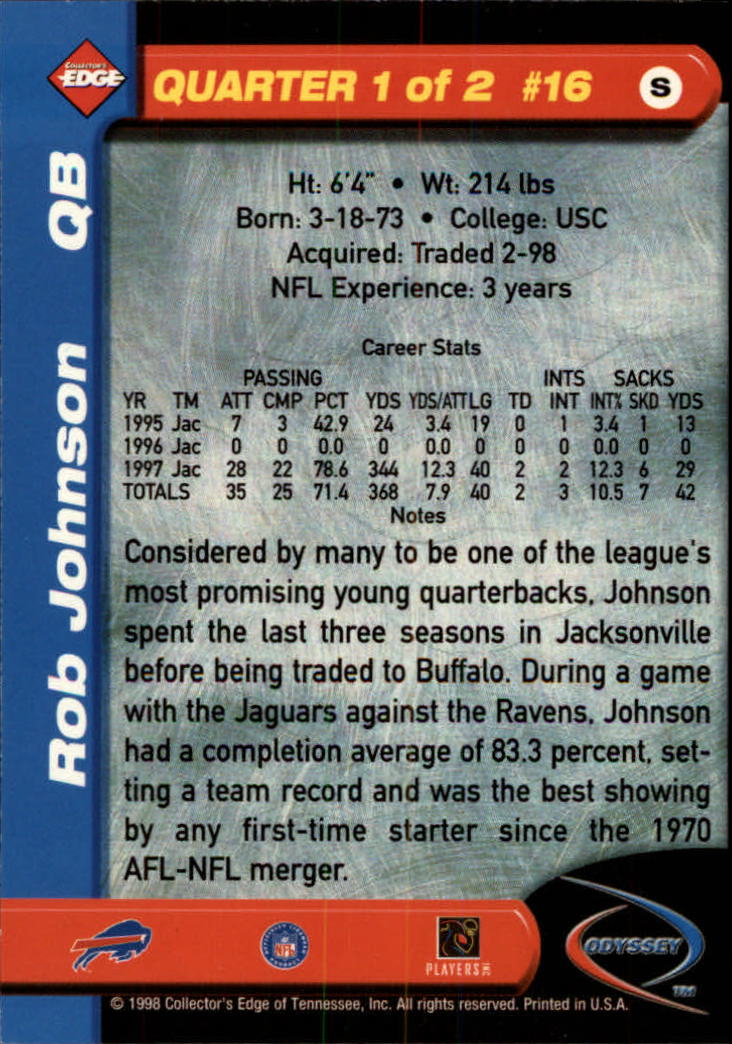 COLLECTOR'S
EDGE
QUARTER 1 of 2 #16 S
Rob Johnson QB
Ht: 6'4" • Wt: 214 lbs
Born: 3-18-73 • College: USC
Acquired: Traded 2-98
NFL Experience: 3 years
Career Stats
PASSING INTS SACKS
YR TM ATT CMP PCT YDS YDS/ATT LG TD INT INT% SKD YDS
1995 Jac 7 3 42.9 24 3.4 19 0 1 3.4 1 13
1996 Jac 0 0 0.0 0 0.0 0 0 0 0.0 0 0
1997 Jac 28 22 78.6 344 12.3 40 2 2 12.3 6 29
TOTALS 35 25 71.4 368 7.9 40 2 3 10.5 7 42
Notes
Considered by many to be one of the league's
most promising young quarterbacks, Johnson
spent the last three seasons in Jacksonville
before being traded to Buffalo. During a game
with the Jaguars against the Ravens, Johnson
had a completion average of 83.3 percent, set-
ting a team record and was the best showing
by any first-time starter since the 1970
AFL-NFL merger.
NFL
PLAYERS INC
ODYSSEY
TM
© 1998 Collector's Edge of Tennessee, Inc. All rights reserved. Printed in U.S.A.